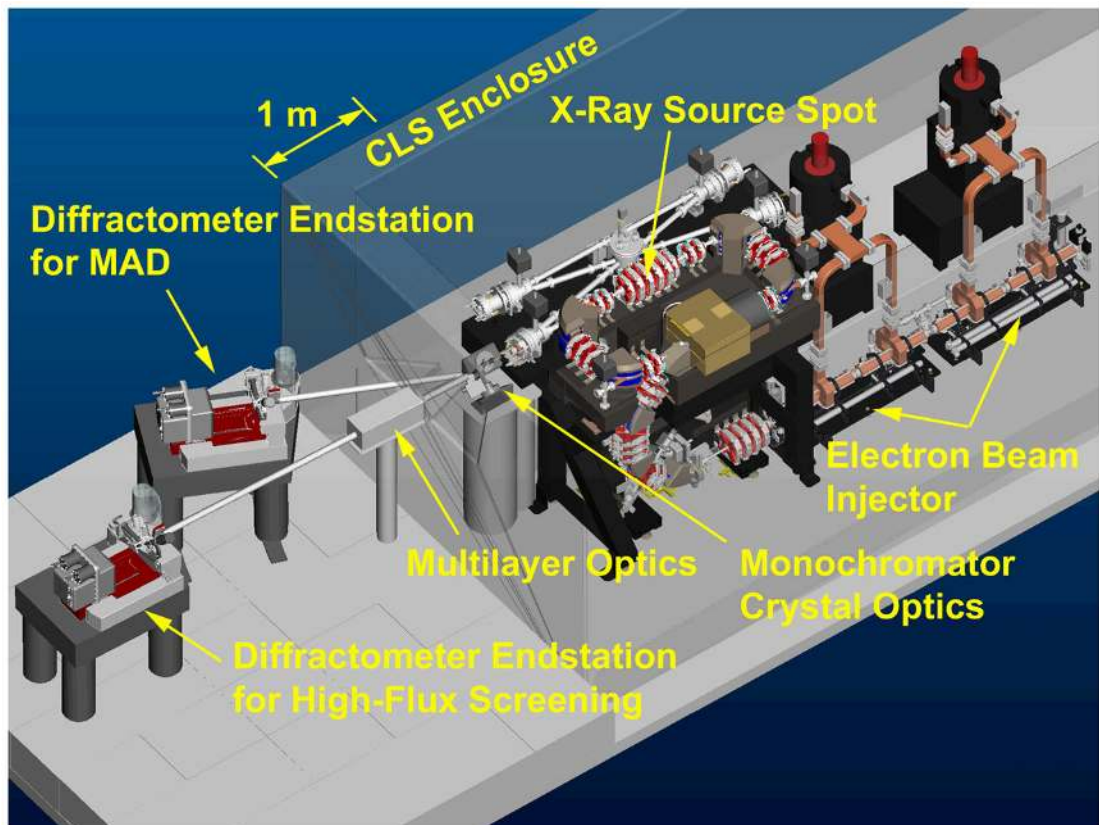 1 m
CLS Enclosure
X-Ray Source Spot
Diffractometer Endstation
for MAD
Electron Beam
Injector
Multilayer Optics
Monochromator
Crystal Optics
Diffractometer Endstation
for High-Flux Screening